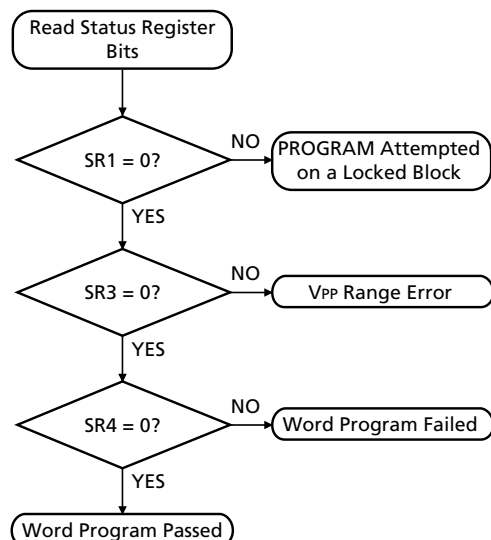 Read Status Register
Bits
SR1 = 0?
NO
PROGRAM Attempted
on a Locked Block
YES
SR3 = 0?
NO
VPP Range Error
YES
SR4 = 0?
NO
Word Program Failed
YES
Word Program Passed